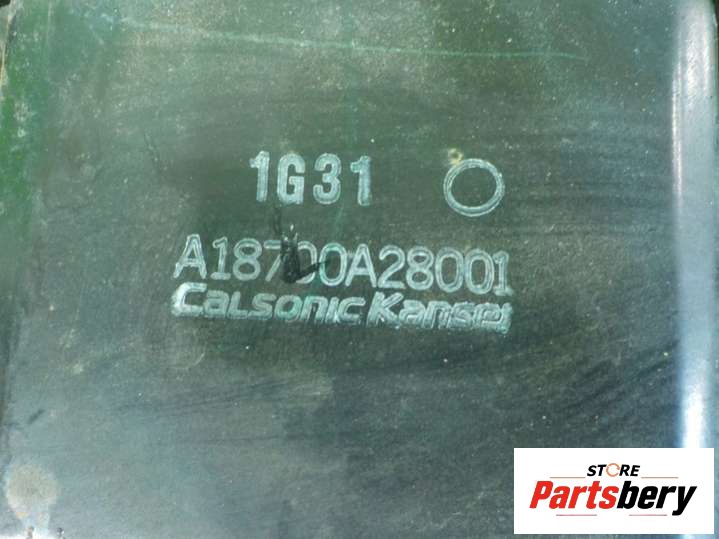 1G31
A18700A28001
CALSONIC Kansei
STORE
Partsbery